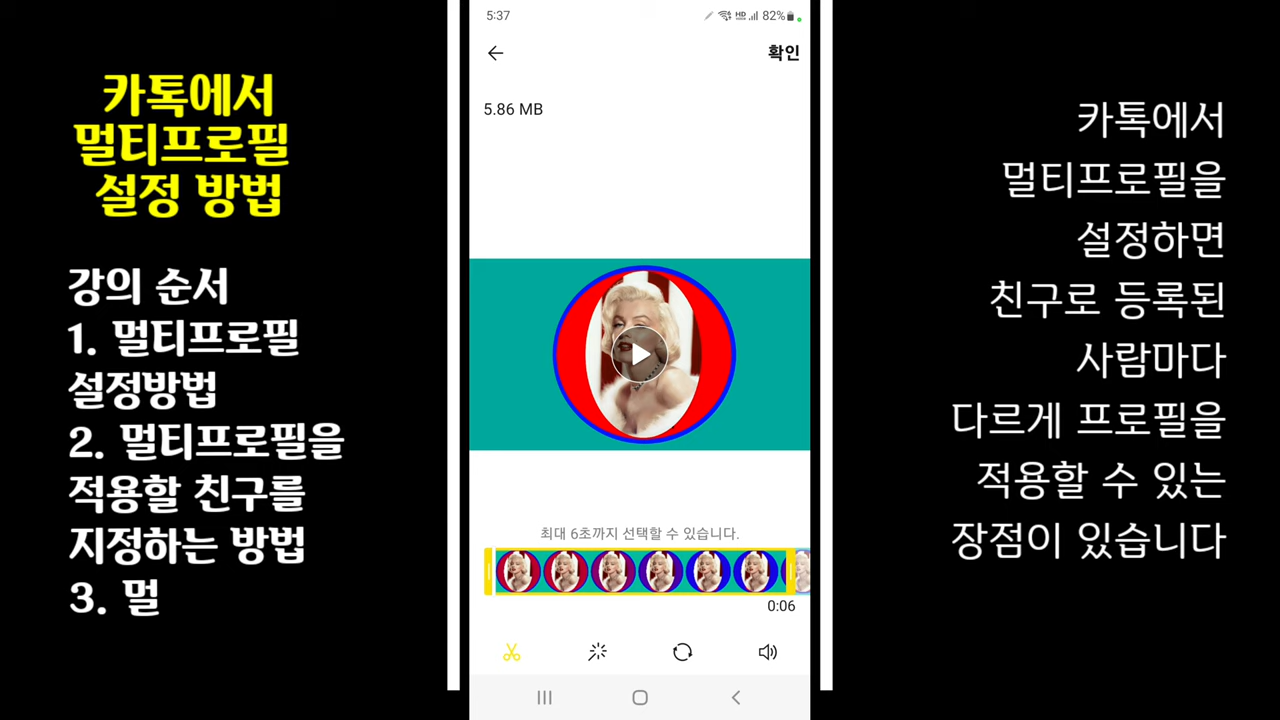 카톡에서
멀티프로필
설정 방법
강의 순서
1. 멀티프로필
설정방법
2. 멀티프로필을
적용할 친구를
지정하는 방법
3. 멀
5:37
HD
82%
확인
5.86 MB
최대 6초까지 선택할 수 있습니다.
0:06
카톡에서
멀티프로필을
설정하면
친구로 등록된
사람마다
다르게 프로필을
적용할 수 있는
장점이 있습니다